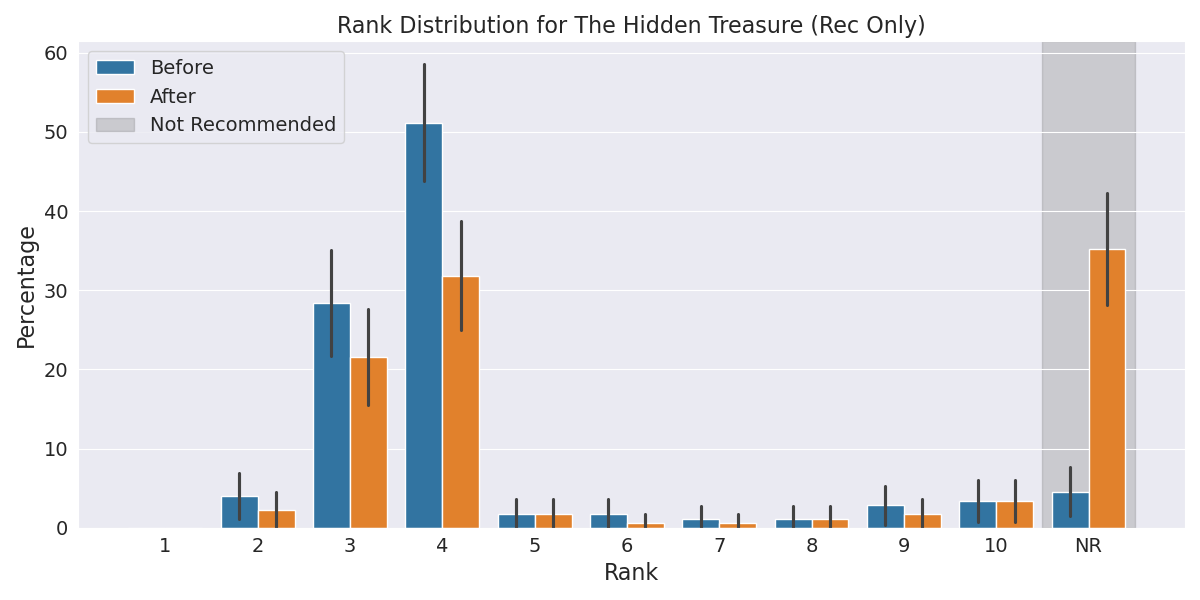 Rank Distribution for The Hidden Treasure (Rec Only)
Before
After
Not Recommended
Percentage
60
50
40
30
20
10
0
1 2 3 4 5 6 7 8 9 10 NR
Rank